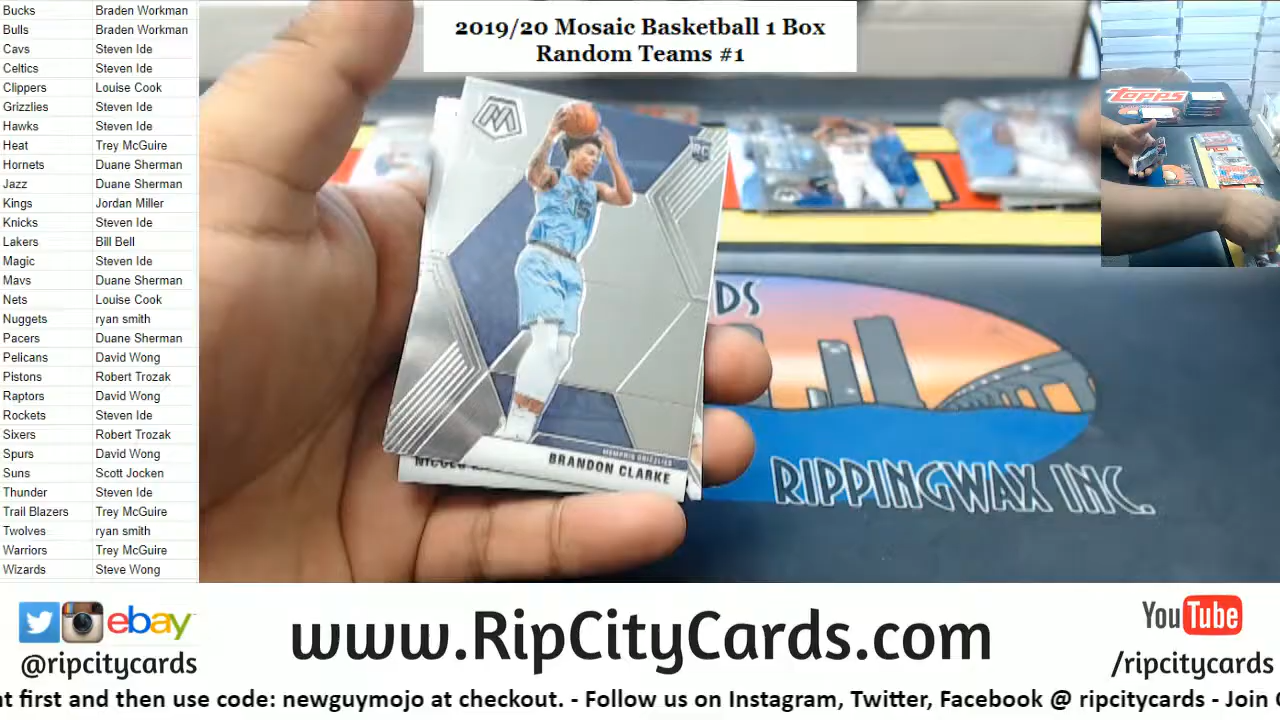 2019/20 Mosaic Basketball 1 Box
Random Teams #1
Bucks Braden Workman
Bulls Braden Workman
Cavs Steven Ide
Celtics Steven Ide
Clippers Louise Cook
Grizzlies Steven Ide
Hawks Steven Ide
Heat Trey McGuire
Hornets Duane Sherman
Jazz Duane Sherman
Kings Jordan Miller
Knicks Steven Ide
Lakers Bill Bell
Magic Steven Ide
Mavs Duane Sherman
Nets Louise Cook
Nuggets ryan smith
Pacers Duane Sherman
Pelicans David Wong
Pistons Robert Trozak
Raptors David Wong
Rockets Steven Ide
Sixers Robert Trozak
Spurs David Wong
Suns Scott Jocken
Thunder Steven Ide
Trail Blazers Trey McGuire
Twolves ryan smith
Warriors Trey McGuire
Wizards Steve Wong
M
RC
15
MEMPHIS GRIZZLIES
BRANDON CLARKE
Topps
DS
RIPPINGWAX INC.
ebay
@ripcitycards
www.RipCityCards.com
YouTube
/ripcitycards
t first and then use code: newguymojo at checkout. - Follow us on Instagram, Twitter, Facebook @ ripcitycards - Join